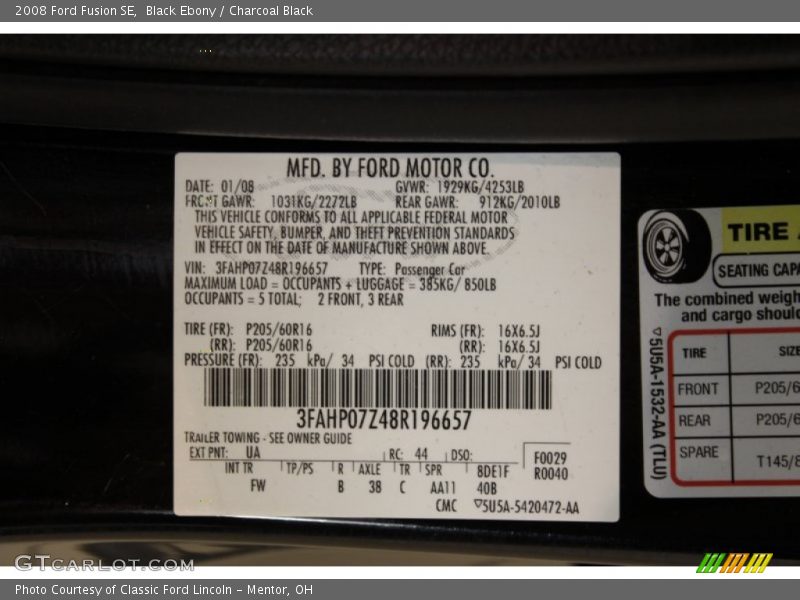 2008 Ford Fusion SE,  Black Ebony / Charcoal Black
MFD. BY FORD MOTOR CO.
DATE: 01/08 GVWR: 1929KG/4253LB
FRONT GAWR: 1031KG/2272LB REAR GAWR: 912KG/2010LB
THIS VEHICLE CONFORMS TO ALL APPLICABLE FEDERAL MOTOR
VEHICLE SAFETY, BUMPER, AND THEFT PREVENTION STANDARDS
IN EFFECT ON THE DATE OF MANUFACTURE SHOWN ABOVE.
VIN: 3FAHP07Z48R196657 TYPE: Passenger Car
MAXIMUM LOAD = OCCUPANTS + LUGGAGE = 385KG/ 850LB
OCCUPANTS = 5 TOTAL; 2 FRONT, 3 REAR
TIRE (FR): P205/60R16 RIMS (FR): 16X6.5J
(RR): P205/60R16 (RR): 16X6.5J
PRESSURE (FR): 235 kPa/ 34 PSI COLD (RR): 235 kPa/ 34 PSI COLD
3FAHP07Z48R196657
TRAILER TOWING - SEE OWNER GUIDE
EXT PNT: UA RC: 44 DSO: F0029
INT TR TP/PS R AXLE TR SPR 8DE1F R0040
FW B 38 C AA11 40B
CMC ▽5U5A-5420472-AA
TIRE
SEATING CAPA
The combined weigh
and cargo shoul
▽5U5A-1532-AA (TLU)
TIRE SIZE
FRONT P205/6
REAR P205/6
SPARE T145/8
GTCARLOT.COM
Photo Courtesy of Classic Ford Lincoln – Mentor, OH